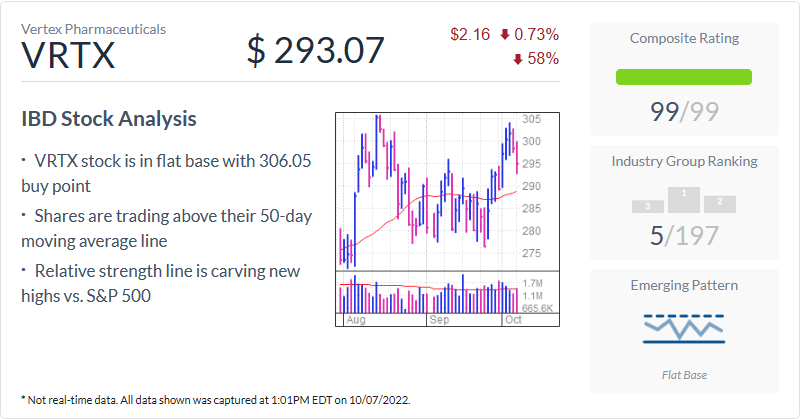 Vertex Pharmaceuticals
VRTX
$ 293.07
$2.16 0.73%
58%
IBD Stock Analysis
· VRTX stock is in flat base with 306.05
buy point
· Shares are trading above their 50-day
moving average line
· Relative strength line is carving new
highs vs. S&P 500
305
300
295
290
285
280
275
1.7M
1.1M
665.6K
Aug Sep Oct
Composite Rating
99/99
Industry Group Ranking
3 1 2
5/197
Emerging Pattern
Flat Base
* Not real-time data. All data shown was captured at 1:01PM EDT on 10/07/2022.